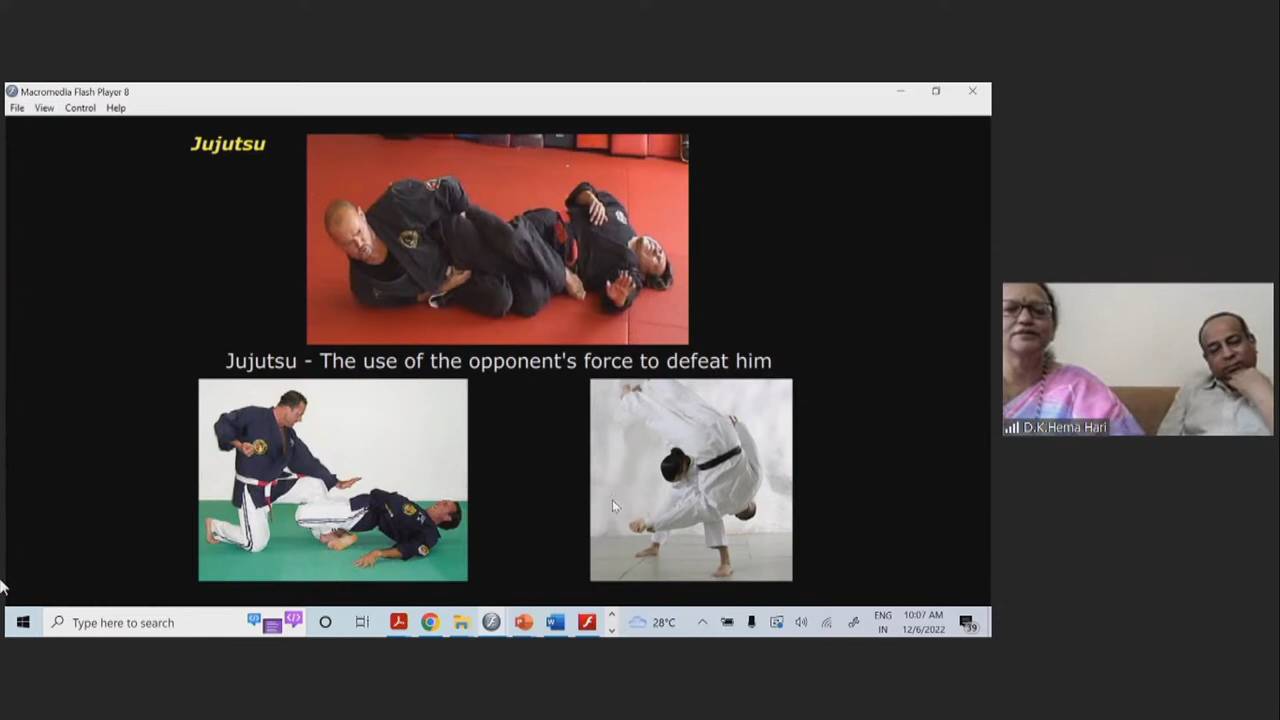 Macromedia Flash Player 8
File View Control Help
Jujutsu
Jujutsu - The use of the opponent's force to defeat him
D.K.Hema Hari
Type here to search
28°C
ENG
IN
10:07 AM
12/6/2022
39